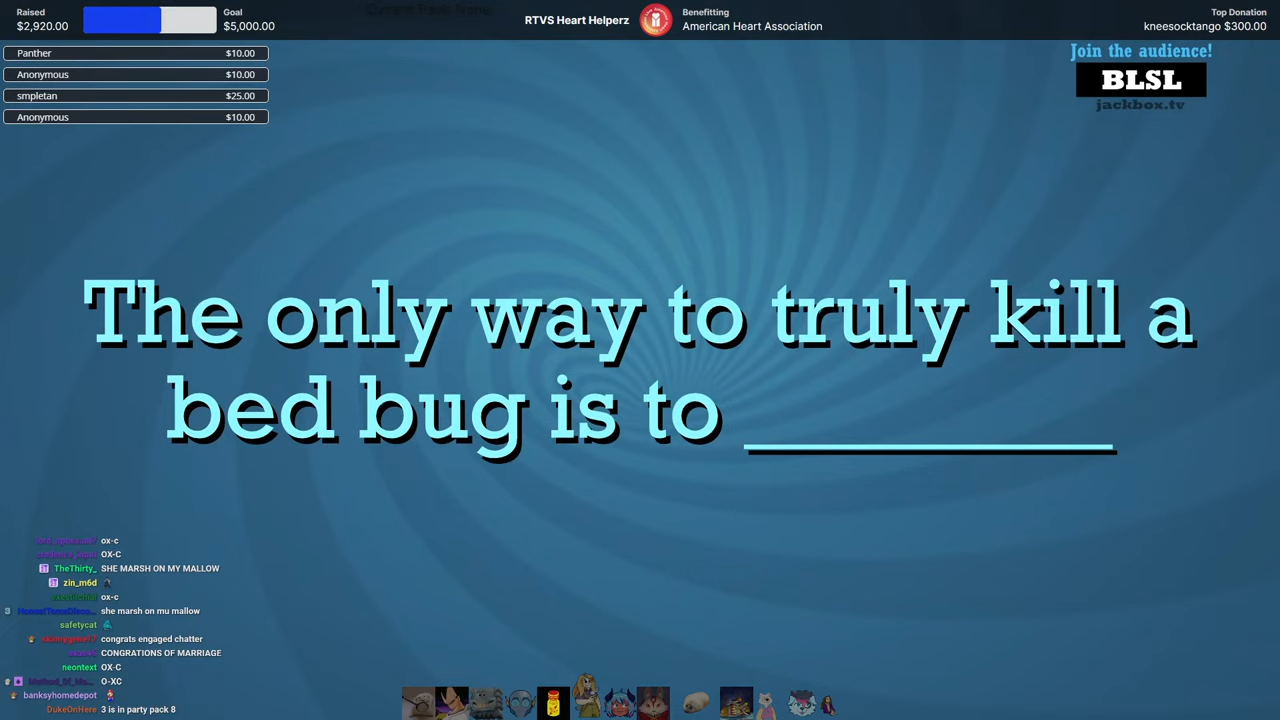 Raised
$2,920.00
Goal
$5,000.00
RTVS Heart Helperz
Benefitting
American Heart Association
Top Donation
kneesocktango $300.00
Panther $10.00
Anonymous $10.00
smpletan $25.00
Anonymous $10.00
Join the audience!
BLSL
jackbox.tv
The only way to truly kill a
bed bug is to
ox-c
OX-C
TheThirty_ SHE MARSH ON MY MALLOW
zin_m6d
ox-c
she marsh on mu mallow
safetycat
congrats engaged chatter
CONGRATIONS OF MARRIAGE
neontext OX-C
O-XC
banksyhomedepot
DukeOnHere 3 is in party pack 8